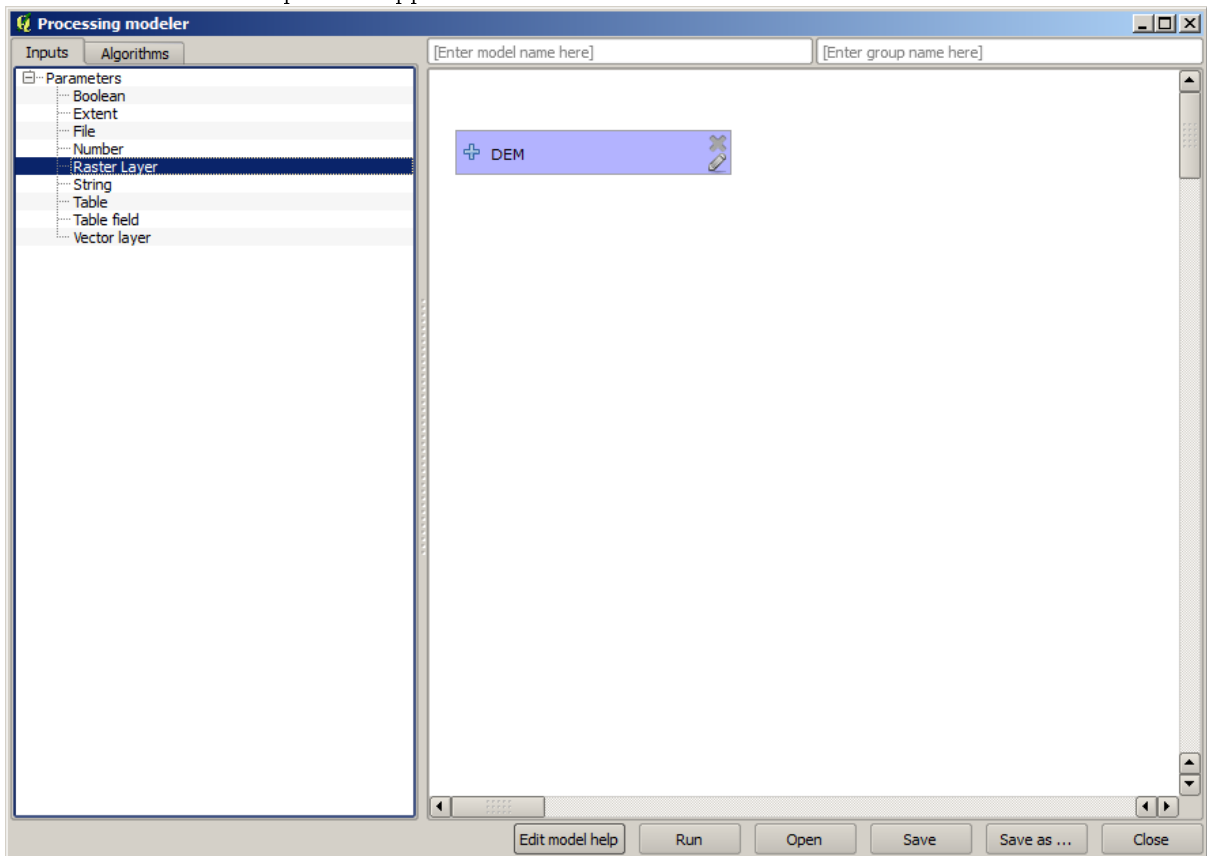 Processing modeler
Inputs Algorithms [Enter model name here] [Enter group name here]
Parameters
Boolean
Extent
File
Number
Raster Layer
String
Table
Table field
Vector layer
DEM
Edit model help Run Open Save Save as ... Close